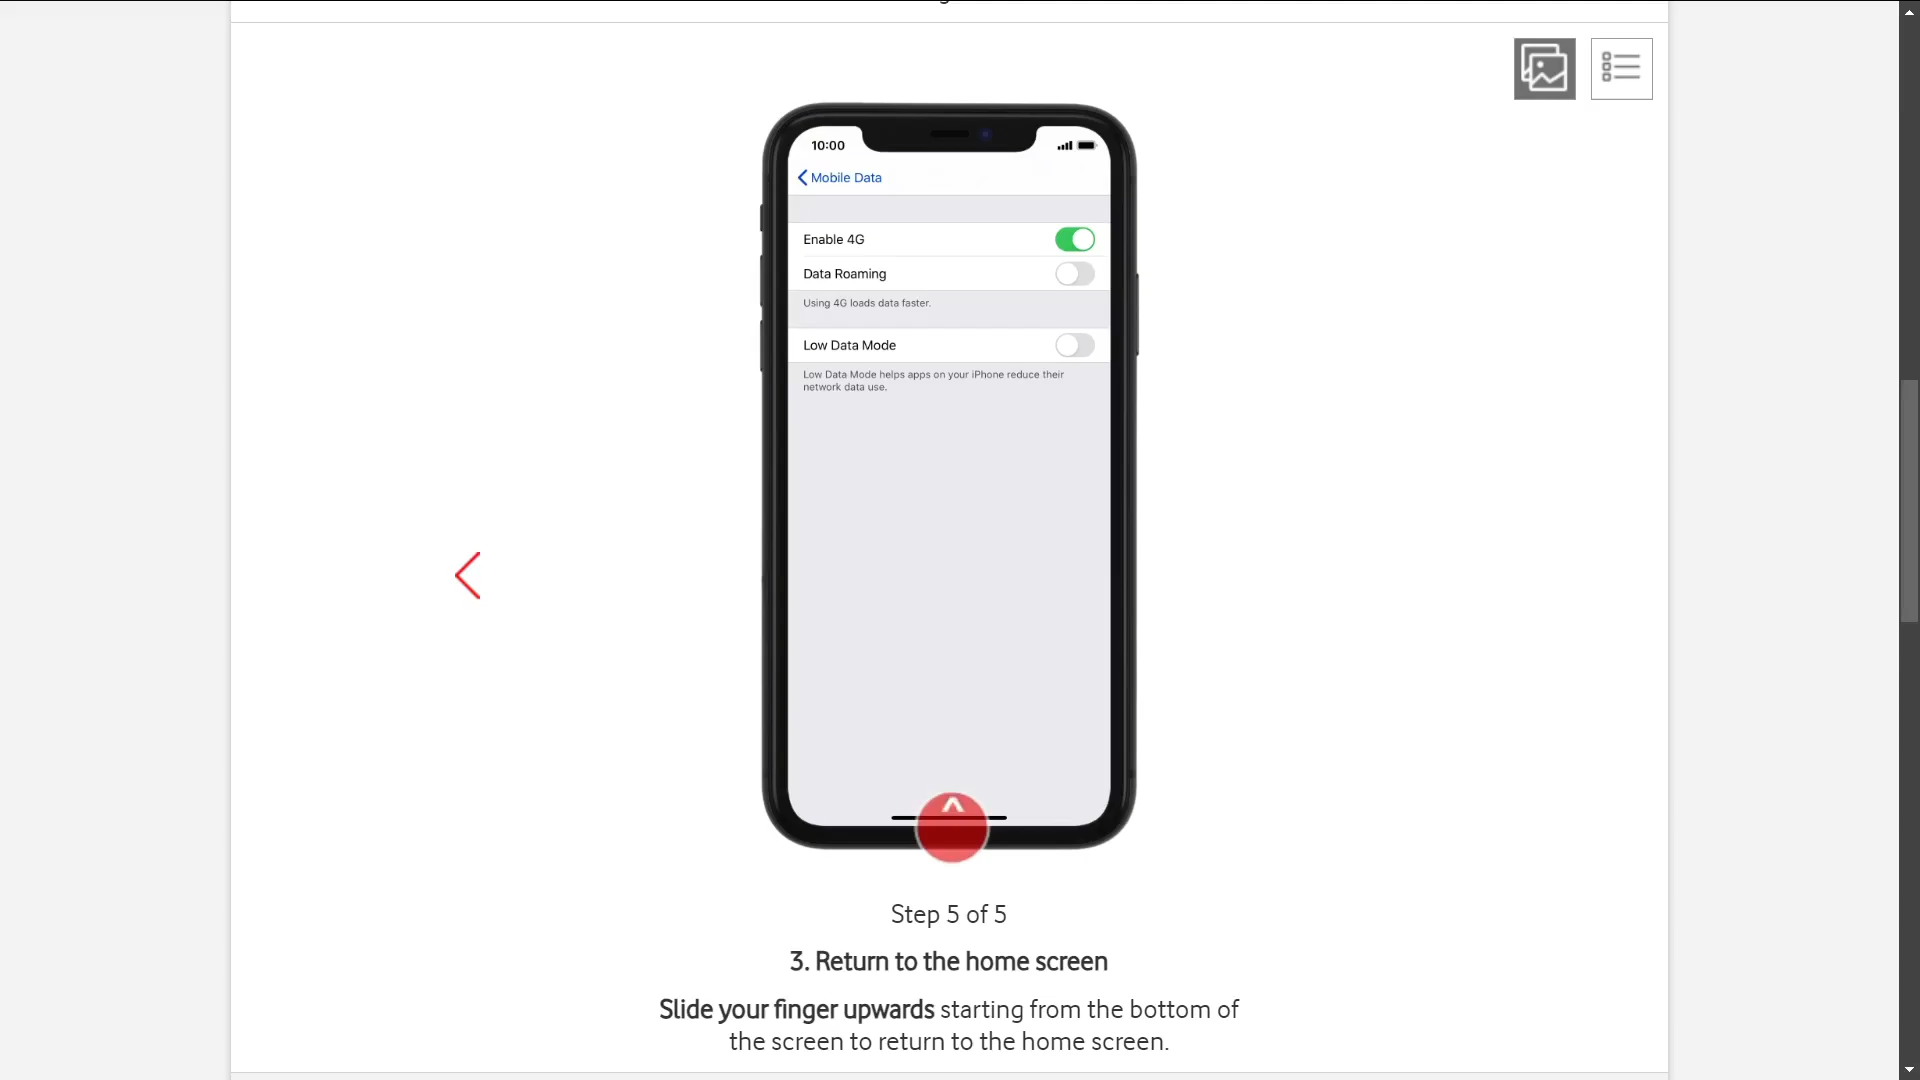 10:00
Mobile Data
Enable 4G
Data Roaming
Using 4G loads data faster.
Low Data Mode
Low Data Mode helps apps on your iPhone reduce their
network data use.
Step 5 of 5
3. Return to the home screen
Slide your finger upwards starting from the bottom of
the screen to return to the home screen.